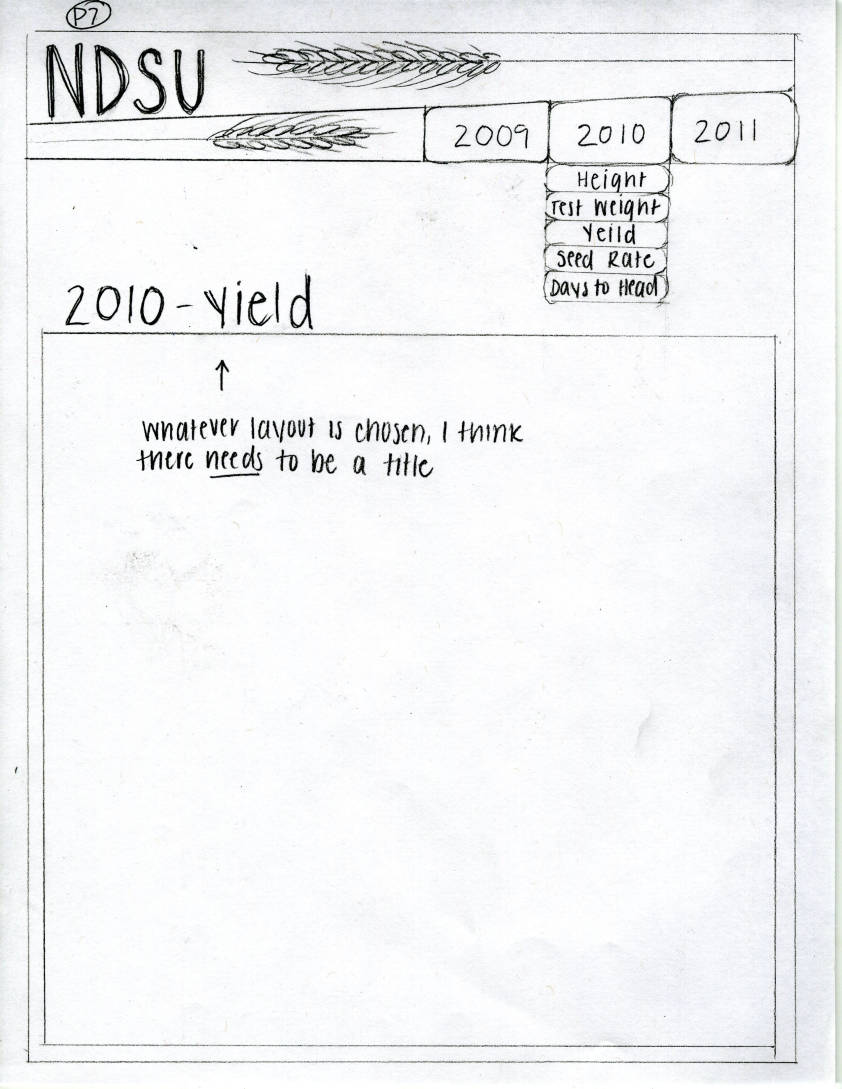 P7
NDSU
2009 2010 2011
Height
Test Weight
Yeild
Seed Rate
Days to Head
2010 - Yield
↑
Whatever layout is chosen, I think
there needs to be a title